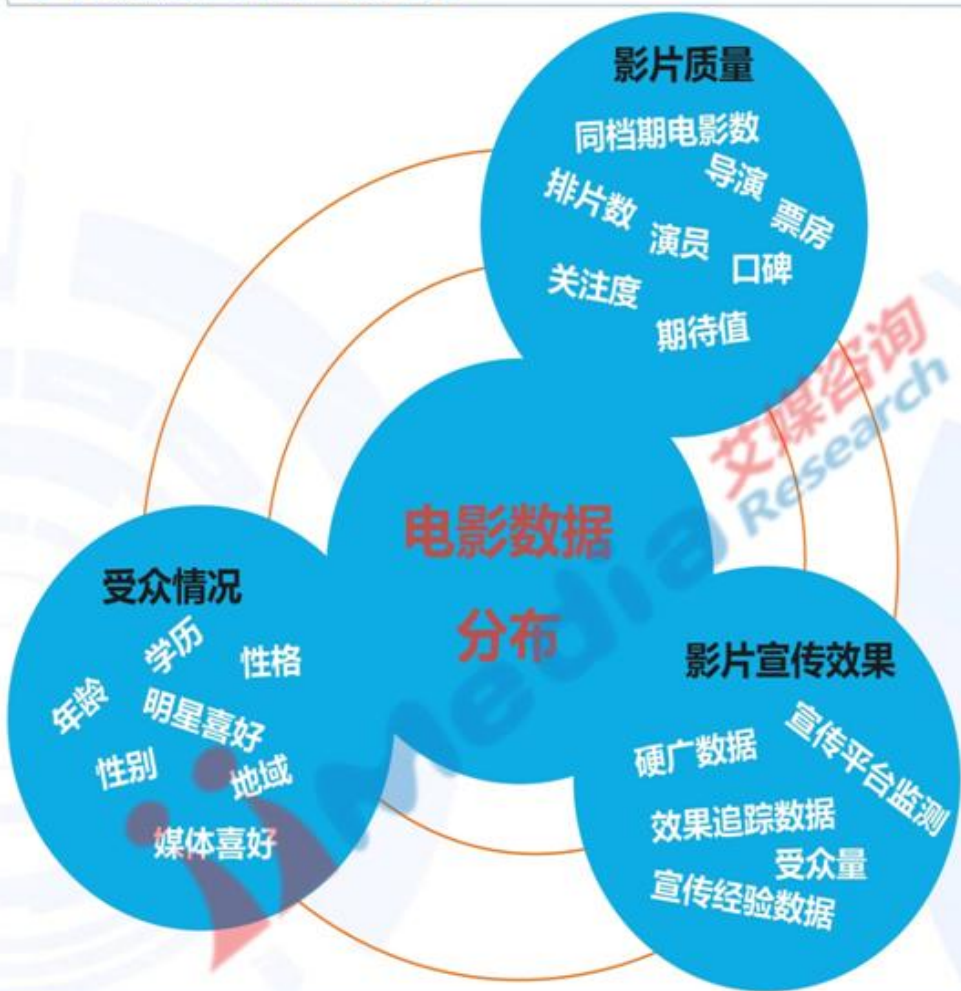 影片质量
同档期电影数
导演
排片数
票房
演员
口碑
关注度
期待值
电影数据
分布
受众情况
学历
性格
年龄
明星喜好
性别
地域
媒体喜好
影片宣传效果
宣传平台监测
硬广数据
效果追踪数据
受众量
宣传经验数据
艾媒咨询
iiMedia Research